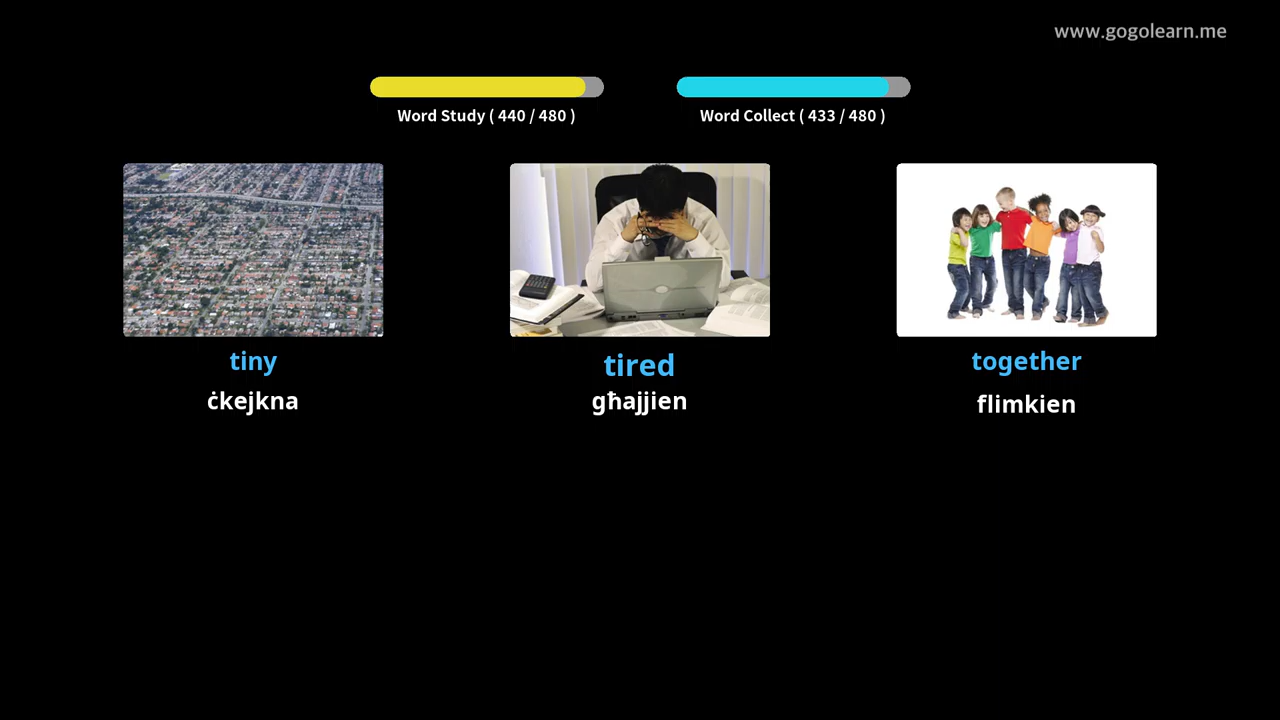 www.gogolearn.me
Word Study ( 440 / 480 )
Word Collect ( 433 / 480 )
tiny
ċkejkna
tired
għajjien
together
flimkien